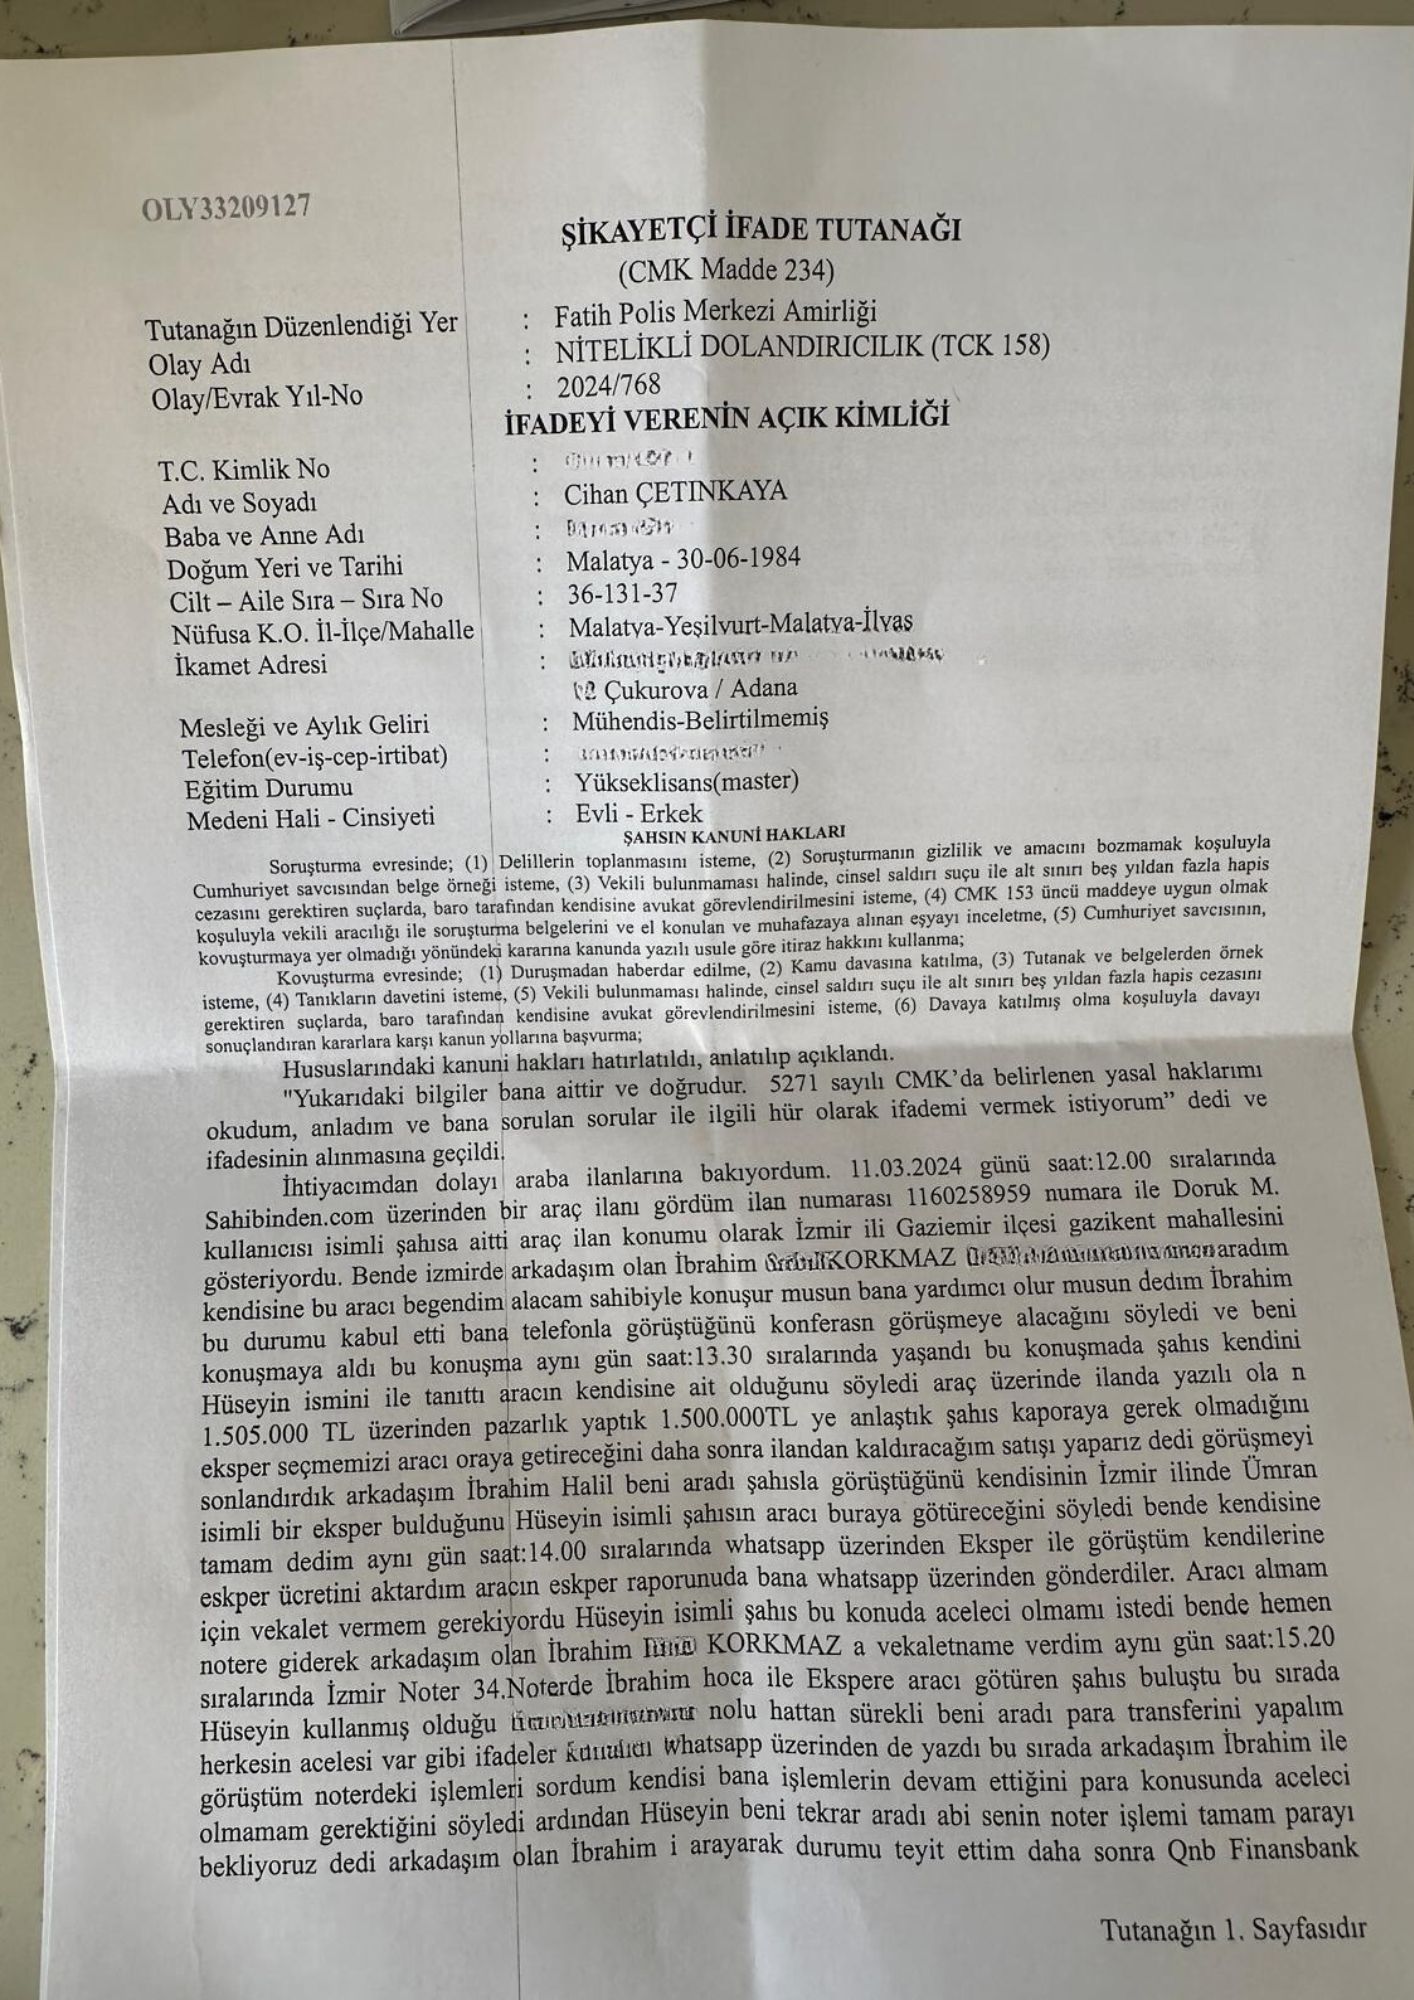 OLY33209127
ŞİKAYETÇİ İFADE TUTANAĞI
(CMK Madde 234)
Tutanağın Düzenlendiği Yer : Fatih Polis Merkezi Amirliği
Olay Adı : NİTELİKLİ DOLANDIRICILIK (TCK 158)
Olay/Evrak Yıl-No : 2024/768
İFADEYİ VERENİN AÇIK KİMLİĞİ
T.C. Kimlik No :
Adı ve Soyadı : Cihan ÇETINKAYA
Baba ve Anne Adı :
Doğum Yeri ve Tarihi : Malatya - 30-06-1984
Cilt – Aile Sıra – Sıra No : 36-131-37
Nüfusa K.O. İl-İlçe/Mahalle : Malatya-Yeşilyurt-Malatya-İlyas
İkamet Adresi :
Çukurova / Adana
Mesleği ve Aylık Geliri : Mühendis-Belirtilmemiş
Telefon(ev-iş-cep-irtibat) :
Eğitim Durumu : Yükseklisans(master)
Medeni Hali - Cinsiyeti : Evli - Erkek
ŞAHSIN KANUNİ HAKLARI
Soruşturma evresinde; (1) Delillerin toplanmasını isteme, (2) Soruşturmanın gizlilik ve amacını bozmamak koşuluyla
Cumhuriyet savcısından belge örneği isteme, (3) Vekili bulunmaması halinde, cinsel saldırı suçu ile alt sınırı beş yıldan fazla hapis
cezasını gerektiren suçlarda, baro tarafından kendisine avukat görevlendirilmesini isteme, (4) CMK 153 üncü maddeye uygun olmak
koşuluyla vekili aracılığı ile soruşturma belgelerini ve el konulan ve muhafazaya alınan eşyayı inceletme, (5) Cumhuriyet savcısının,
kovuşturmaya yer olmadığı yönündeki kararına kanunda yazılı usule göre itiraz hakkını kullanma;
Kovuşturma evresinde; (1) Duruşmadan haberdar edilme, (2) Kamu davasına katılma, (3) Tutanak ve belgelerden örnek
isteme, (4) Tanıkların davetini isteme, (5) Vekili bulunmaması halinde, cinsel saldırı suçu ile alt sınırı beş yıldan fazla hapis cezasını
gerektiren suçlarda, baro tarafından kendisine avukat görevlendirilmesini isteme, (6) Davaya katılmış olma koşuluyla davayı
sonuçlandıran kararlara karşı kanun yollarına başvurma;
Hususlarındaki kanuni hakları hatırlatıldı, anlatılıp açıklandı.
"Yukarıdaki bilgiler bana aittir ve doğrudur. 5271 sayılı CMK'da belirlenen yasal haklarımı
okudum, anladım ve bana sorulan sorular ile ilgili hür olarak ifademi vermek istiyorum" dedi ve
ifadesinin alınmasına geçildi.
İhtiyacımdan dolayı araba ilanlarına bakıyordum. 11.03.2024 günü saat:12.00 sıralarında
Sahibinden.com üzerinden bir araç ilanı gördüm ilan numarası 1160258959 numara ile Doruk M.
kullanıcısı isimli şahısa aitti araç ilan konumu olarak İzmir ili Gaziemir ilçesi gazikent mahallesini
gösteriyordu. Bende izmirde arkadaşım olan İbrahim KORKMAZ aradım
kendisine bu aracı begendim alacam sahibiyle konuşur musun bana yardımcı olur musun dedim İbrahim
bu durumu kabul etti bana telefonla görüştüğünü konferasn görüşmeye alacağını söyledi ve beni
konuşmaya aldı bu konuşma aynı gün saat:13.30 sıralarında yaşandı bu konuşmada şahıs kendini
Hüseyin ismini ile tanıttı aracın kendisine ait olduğunu söyledi araç üzerinde ilanda yazılı ola n
1.505.000 TL üzerinden pazarlık yaptık 1.500.000TL ye anlaştık şahıs kaporaya gerek olmadığını
eksper seçmemizi aracı oraya getireceğini daha sonra ilandan kaldıracağım satışı yaparız dedi görüşmeyi
sonlandırdık arkadaşım İbrahim Halil beni aradı şahısla görüştüğünü kendisinin İzmir ilinde Ümran
isimli bir eksper bulduğunu Hüseyin isimli şahısın aracı buraya götüreceğini söyledi bende kendisine
tamam dedim aynı gün saat:14.00 sıralarında whatsapp üzerinden Eksper ile görüştüm kendilerine
eskper ücretini aktardım aracın eskper raporunuda bana whatsapp üzerinden gönderdiler. Aracı almam
için vekalet vermem gerekiyordu Hüseyin isimli şahıs bu konuda aceleci olmamı istedi bende hemen
notere giderek arkadaşım olan İbrahim KORKMAZ a vekaletname verdim aynı gün saat:15.20
sıralarında İzmir Noter 34.Noterde İbrahim hoca ile Ekspere aracı götüren şahıs buluştu bu sırada
Hüseyin kullanmış olduğu nolu hattan sürekli beni aradı para transferini yapalım
herkesin acelesi var gibi ifadeler Whatsapp üzerinden de yazdı bu sırada arkadaşım İbrahim ile
görüştüm noterdeki işlemleri sordum kendisi bana işlemlerin devam ettiğini para konusunda aceleci
olmamam gerektiğini söyledi ardından Hüseyin beni tekrar aradı abi senin noter işlemi tamam parayı
bekliyoruz dedi arkadaşım olan İbrahim i arayarak durumu teyit ettim daha sonra Qnb Finansbank
Tutanağın 1. Sayfasıdır